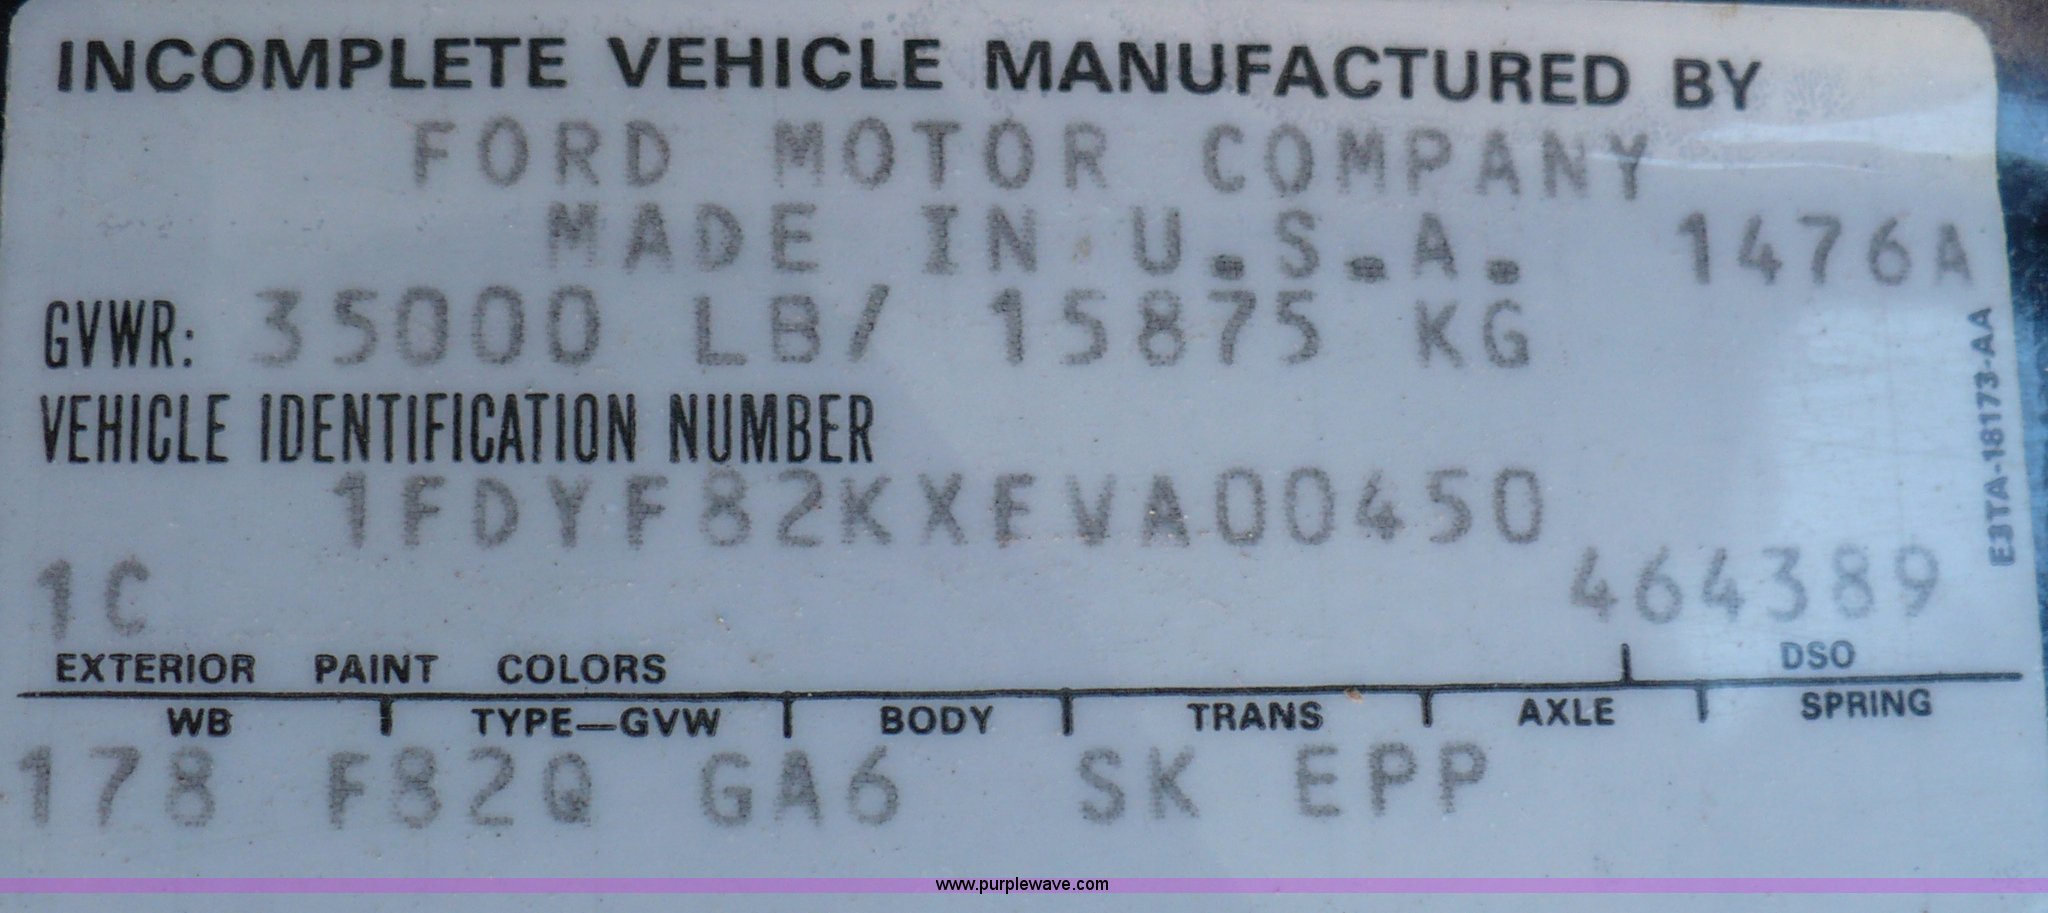 INCOMPLETE VEHICLE MANUFACTURED BY
FORD MOTOR COMPANY
MADE IN U.S.A. 1476A
GVWR: 35000 LB/ 15875 KG
VEHICLE IDENTIFICATION NUMBER
1FDYF82KXEVA00450
E3TA-18173-AA
1C 464389
EXTERIOR PAINT COLORS DSO
WB TYPE—GVW BODY TRANS AXLE SPRING
178 F82Q GA6 SK EPP
www.purplewave.com